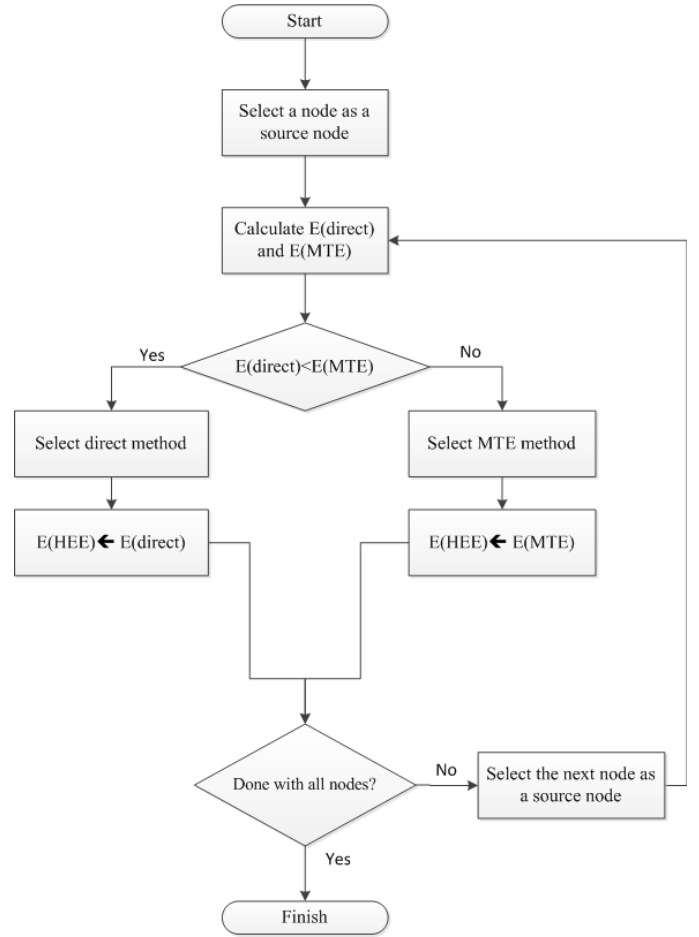 Start
Select a node as a
source node
Calculate E(direct)
and E(MTE)
Yes
E(direct)<E(MTE)
No
Select direct method
Select MTE method
E(HEE)🡸 E(direct)
E(HEE)🡸 E(MTE)
Done with all nodes?
No
Select the next node as
a source node
Yes
Finish